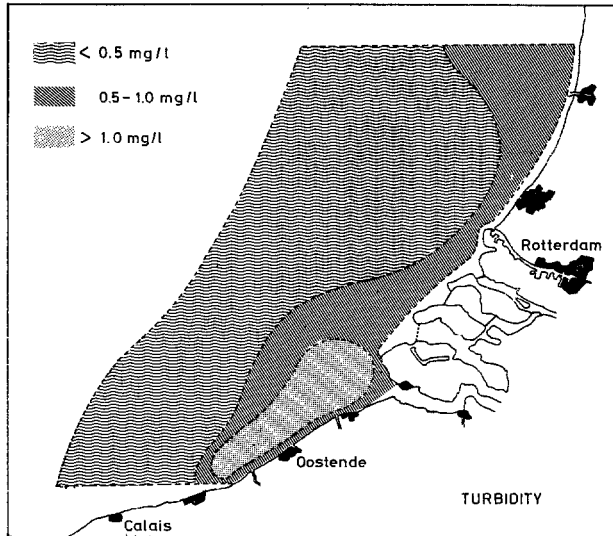 < 0.5 mg/l
0.5-1.0 mg/l
> 1.0 mg/l
Rotterdam
Oostende
TURBIDITY
Calais